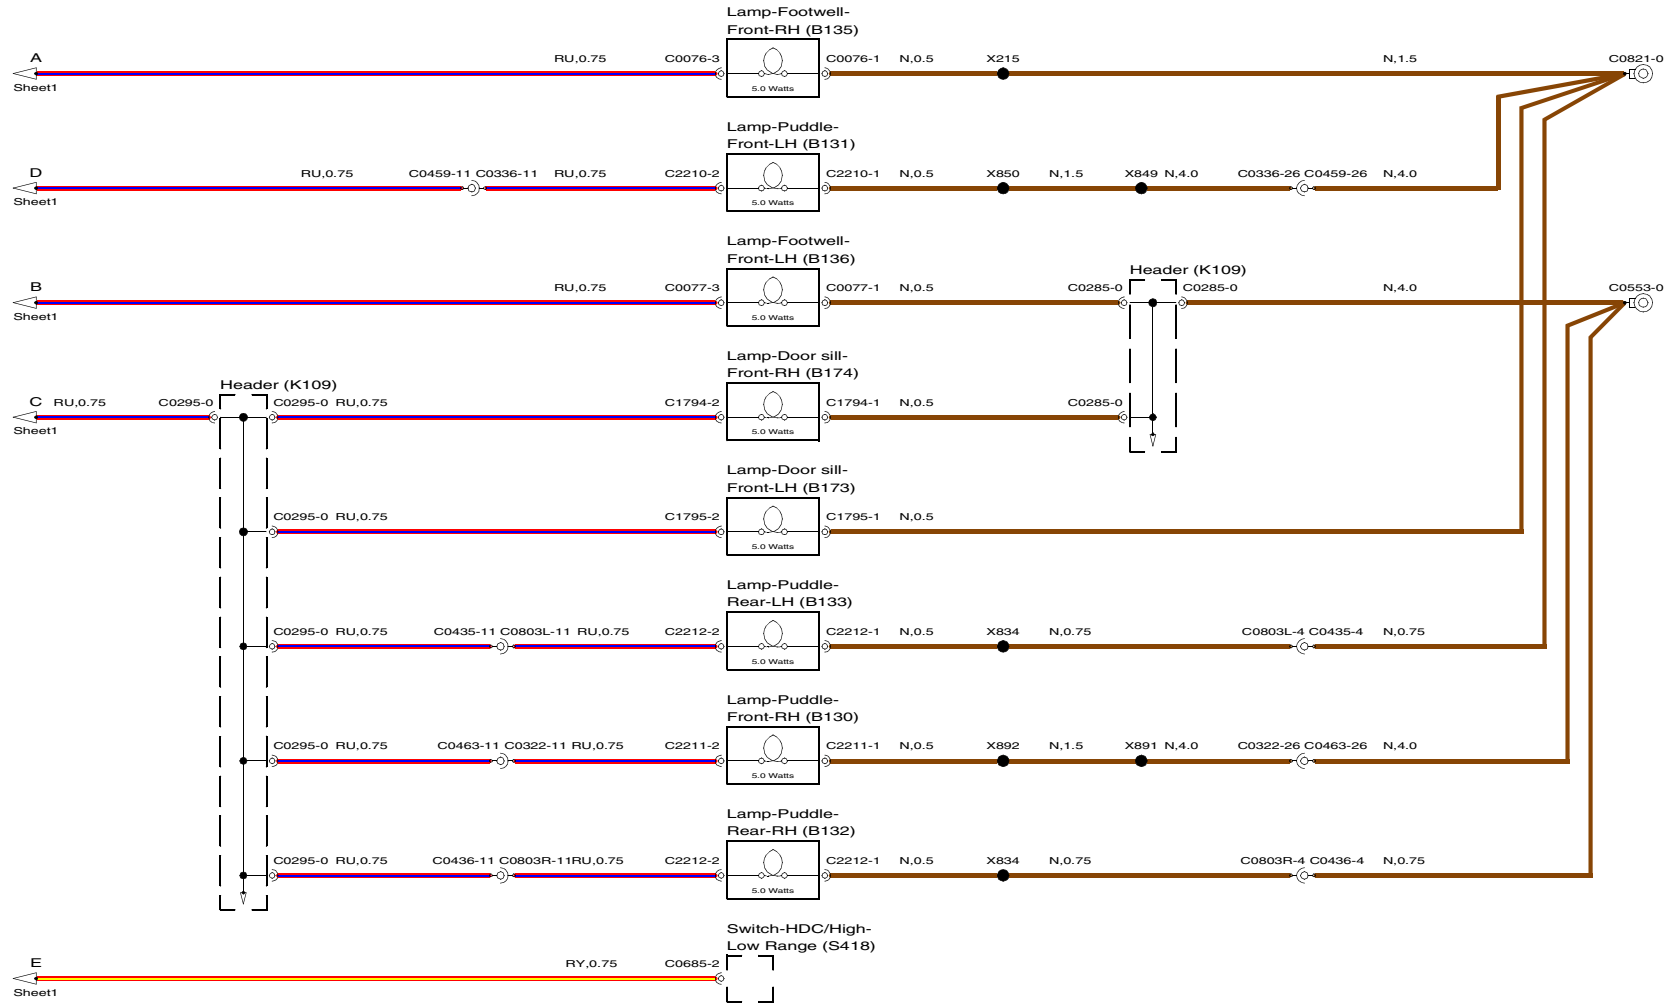 Lamp-Footwell-
Front-RH (B135)
A RU,0.75 C0076-3 C0076-1 N,0.5 X215 N,1.5 C0821-0
Sheet1 5.0 Watts
Lamp-Puddle-
Front-LH (B131)
D RU,0.75 C0459-11 C0336-11 RU,0.75 C2210-2 C2210-1 N,0.5 X850 N,1.5 X849 N,4.0 C0336-26 C0459-26 N,4.0
Sheet1 5.0 Watts
Lamp-Footwell-
Front-LH (B136)
Header (K109)
B RU,0.75 C0077-3 C0077-1 N,0.5 C0285-0 C0285-0 N,4.0 C0553-0
Sheet1 5.0 Watts
Lamp-Door sill-
Front-RH (B174)
Header (K109)
C RU,0.75 C0295-0 C0295-0 RU,0.75 C1794-2 C1794-1 N,0.5 C0285-0
Sheet1 5.0 Watts
Lamp-Door sill-
Front-LH (B173)
C0295-0 RU,0.75 C1795-2 C1795-1 N,0.5
5.0 Watts
Lamp-Puddle-
Rear-LH (B133)
C0295-0 RU,0.75 C0435-11 C0803L-11 RU,0.75 C2212-2 C2212-1 N,0.5 X834 N,0.75 C0803L-4 C0435-4 N,0.75
5.0 Watts
Lamp-Puddle-
Front-RH (B130)
C0295-0 RU,0.75 C0463-11 C0322-11 RU,0.75 C2211-2 C2211-1 N,0.5 X892 N,1.5 X891 N,4.0 C0322-26 C0463-26 N,4.0
5.0 Watts
Lamp-Puddle-
Rear-RH (B132)
C0295-0 RU,0.75 C0436-11 C0803R-11RU,0.75 C2212-2 C2212-1 N,0.5 X834 N,0.75 C0803R-4 C0436-4 N,0.75
5.0 Watts
Switch-HDC/High-
Low Range (S418)
E RY,0.75 C0685-2
Sheet1